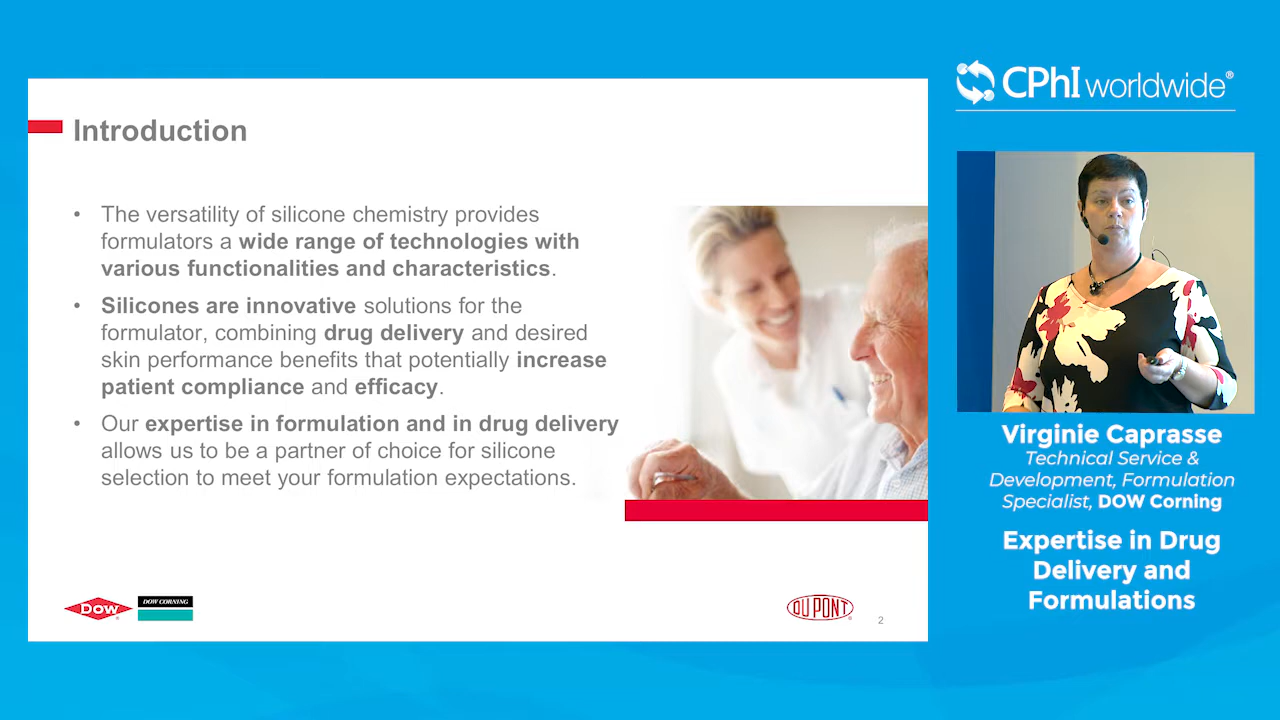 Introduction
• The versatility of silicone chemistry provides
formulators a wide range of technologies with
various functionalities and characteristics.
• Silicones are innovative solutions for the
formulator, combining drug delivery and desired
skin performance benefits that potentially increase
patient compliance and efficacy.
• Our expertise in formulation and in drug delivery
allows us to be a partner of choice for silicone
selection to meet your formulation expectations.
DOW®
DOW CORNING
DU PONT®
2
CPhI worldwide®
Virginie Caprasse
Technical Service &
Development, Formulation
Specialist, DOW Corning
Expertise in Drug
Delivery and
Formulations